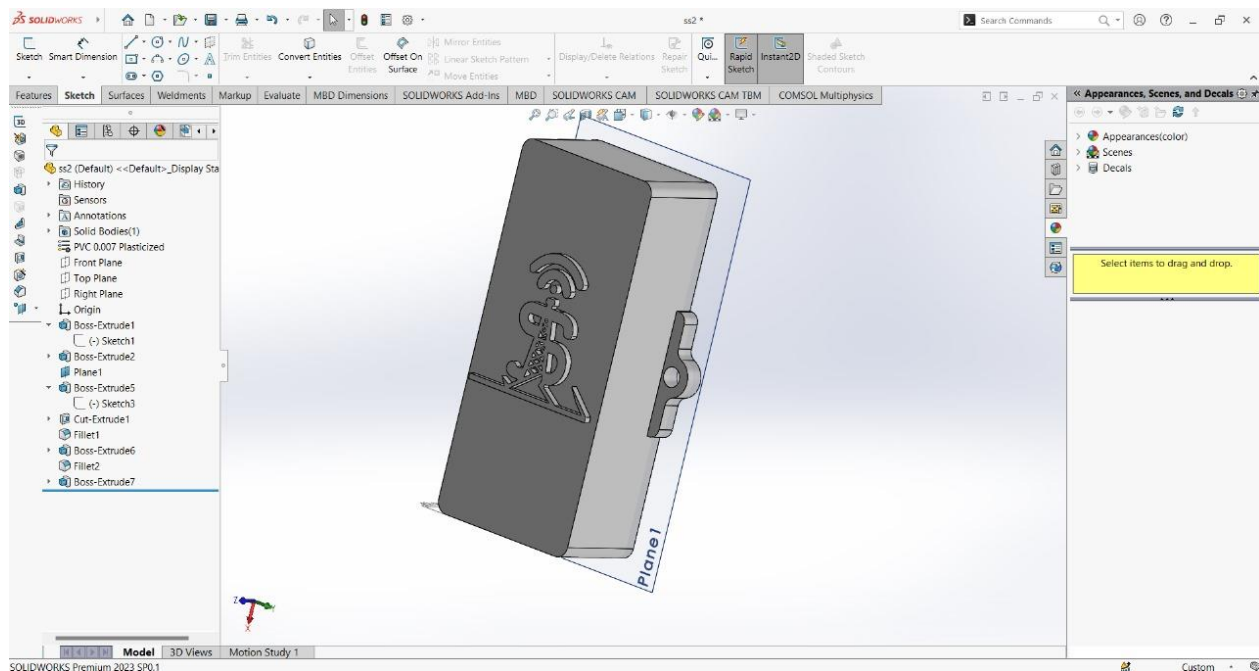 SOLIDWORKS
ss2 *
Search Commands
Sketch
Smart Dimension
Trim Entities
Convert Entities
Offset Entities
Offset On Surface
Mirror Entities
Linear Sketch Pattern
Move Entities
Display/Delete Relations
Repair Sketch
Qui...
Rapid Sketch
Instant2D
Shaded Sketch Contours
Features
Sketch
Surfaces
Weldments
Markup
Evaluate
MBD Dimensions
SOLIDWORKS Add-Ins
MBD
SOLIDWORKS CAM
SOLIDWORKS CAM TBM
COMSOL Multiphysics
ss2 (Default) <<Default>_Display Sta
History
Sensors
Annotations
Solid Bodies(1)
PVC 0.007 Plasticized
Front Plane
Top Plane
Right Plane
Origin
Boss-Extrude1
(-) Sketch1
Boss-Extrude2
Plane1
Boss-Extrude5
(-) Sketch3
Cut-Extrude1
Fillet1
Boss-Extrude6
Fillet2
Boss-Extrude7
Plane1
Z
Y
X
Appearances, Scenes, and Decals
Appearances(color)
Scenes
Decals
Select items to drag and drop.
Model
3D Views
Motion Study 1
SOLIDWORKS Premium 2023 SP0.1
Custom